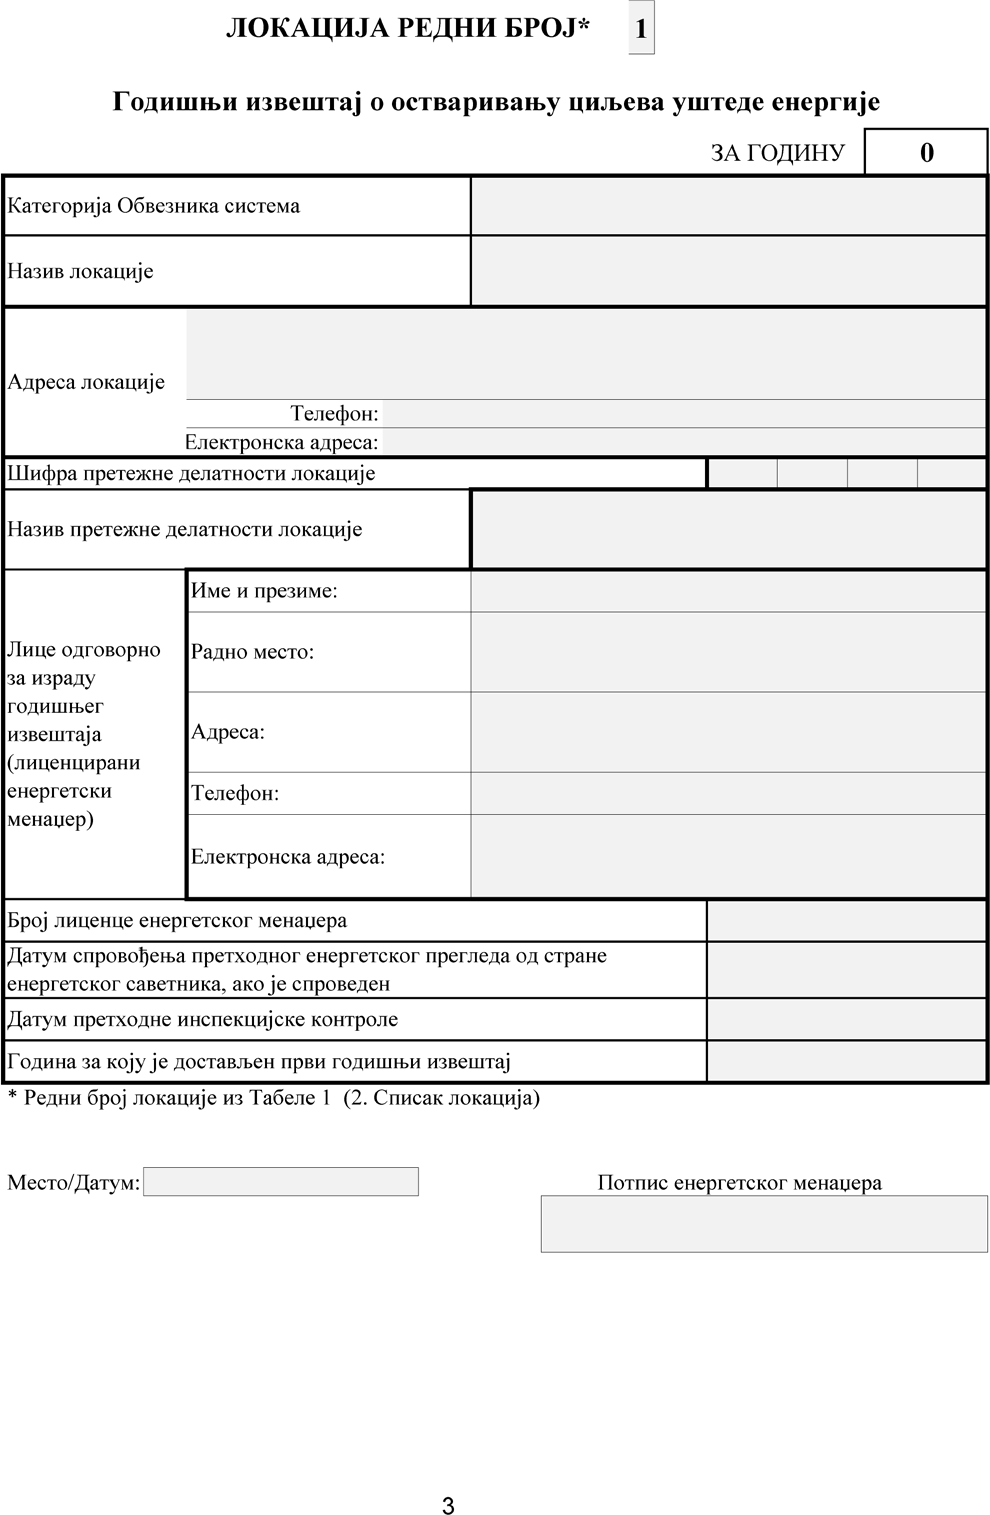 ЛОКАЦИЈА РЕДНИ БРОЈ* 1
Годишњи извештај о остваривању циљева уштеде енергије
ЗА ГОДИНУ 0
Категорија Обвезника система
Назив локације
Адреса локације
Телефон:
Електронска адреса:
Шифра претежне делатности локације
Назив претежне делатности локације
Лице одговорно
за израду
годишњег
извештаја
(лиценцирани
енергетски
менаџер)
Име и презиме:
Радно место:
Адреса:
Телефон:
Електронска адреса:
Број лиценце енергетског менаџера
Датум спровођења претходног енергетског прегледа од стране
енергетског саветника, ако је спроведен
Датум претходне инспекцијске контроле
Година за коју је достављен први годишњи извештај
* Редни број локације из Табеле 1 (2. Списак локација)
Место/Датум:
Потпис енергетског менаџера
3